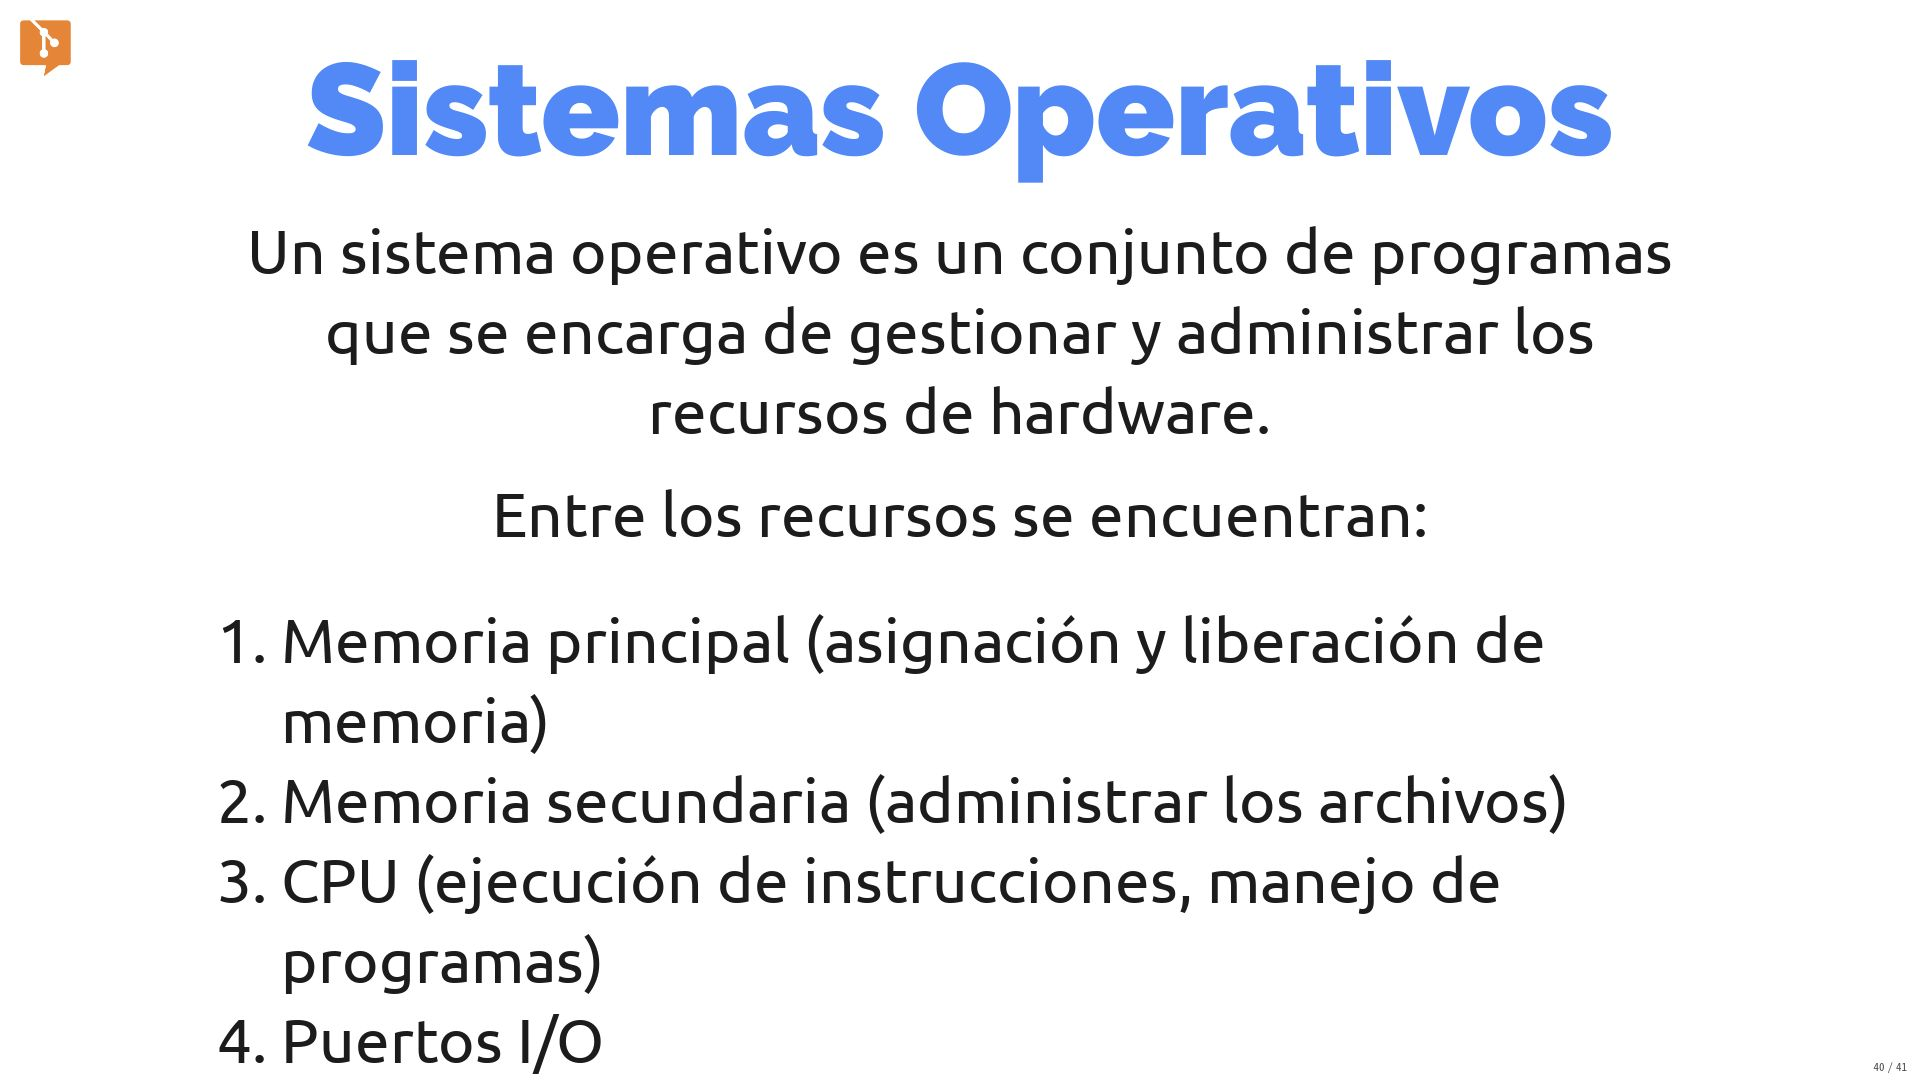 Sistemas Operativos
Un sistema operativo es un conjunto de programas
que se encarga de gestionar y administrar los
recursos de hardware.
Entre los recursos se encuentran:
1. Memoria principal (asignación y liberación de
memoria)
2. Memoria secundaria (administrar los archivos)
3. CPU (ejecución de instrucciones, manejo de
programas)
4. Puertos I/O
40 / 41